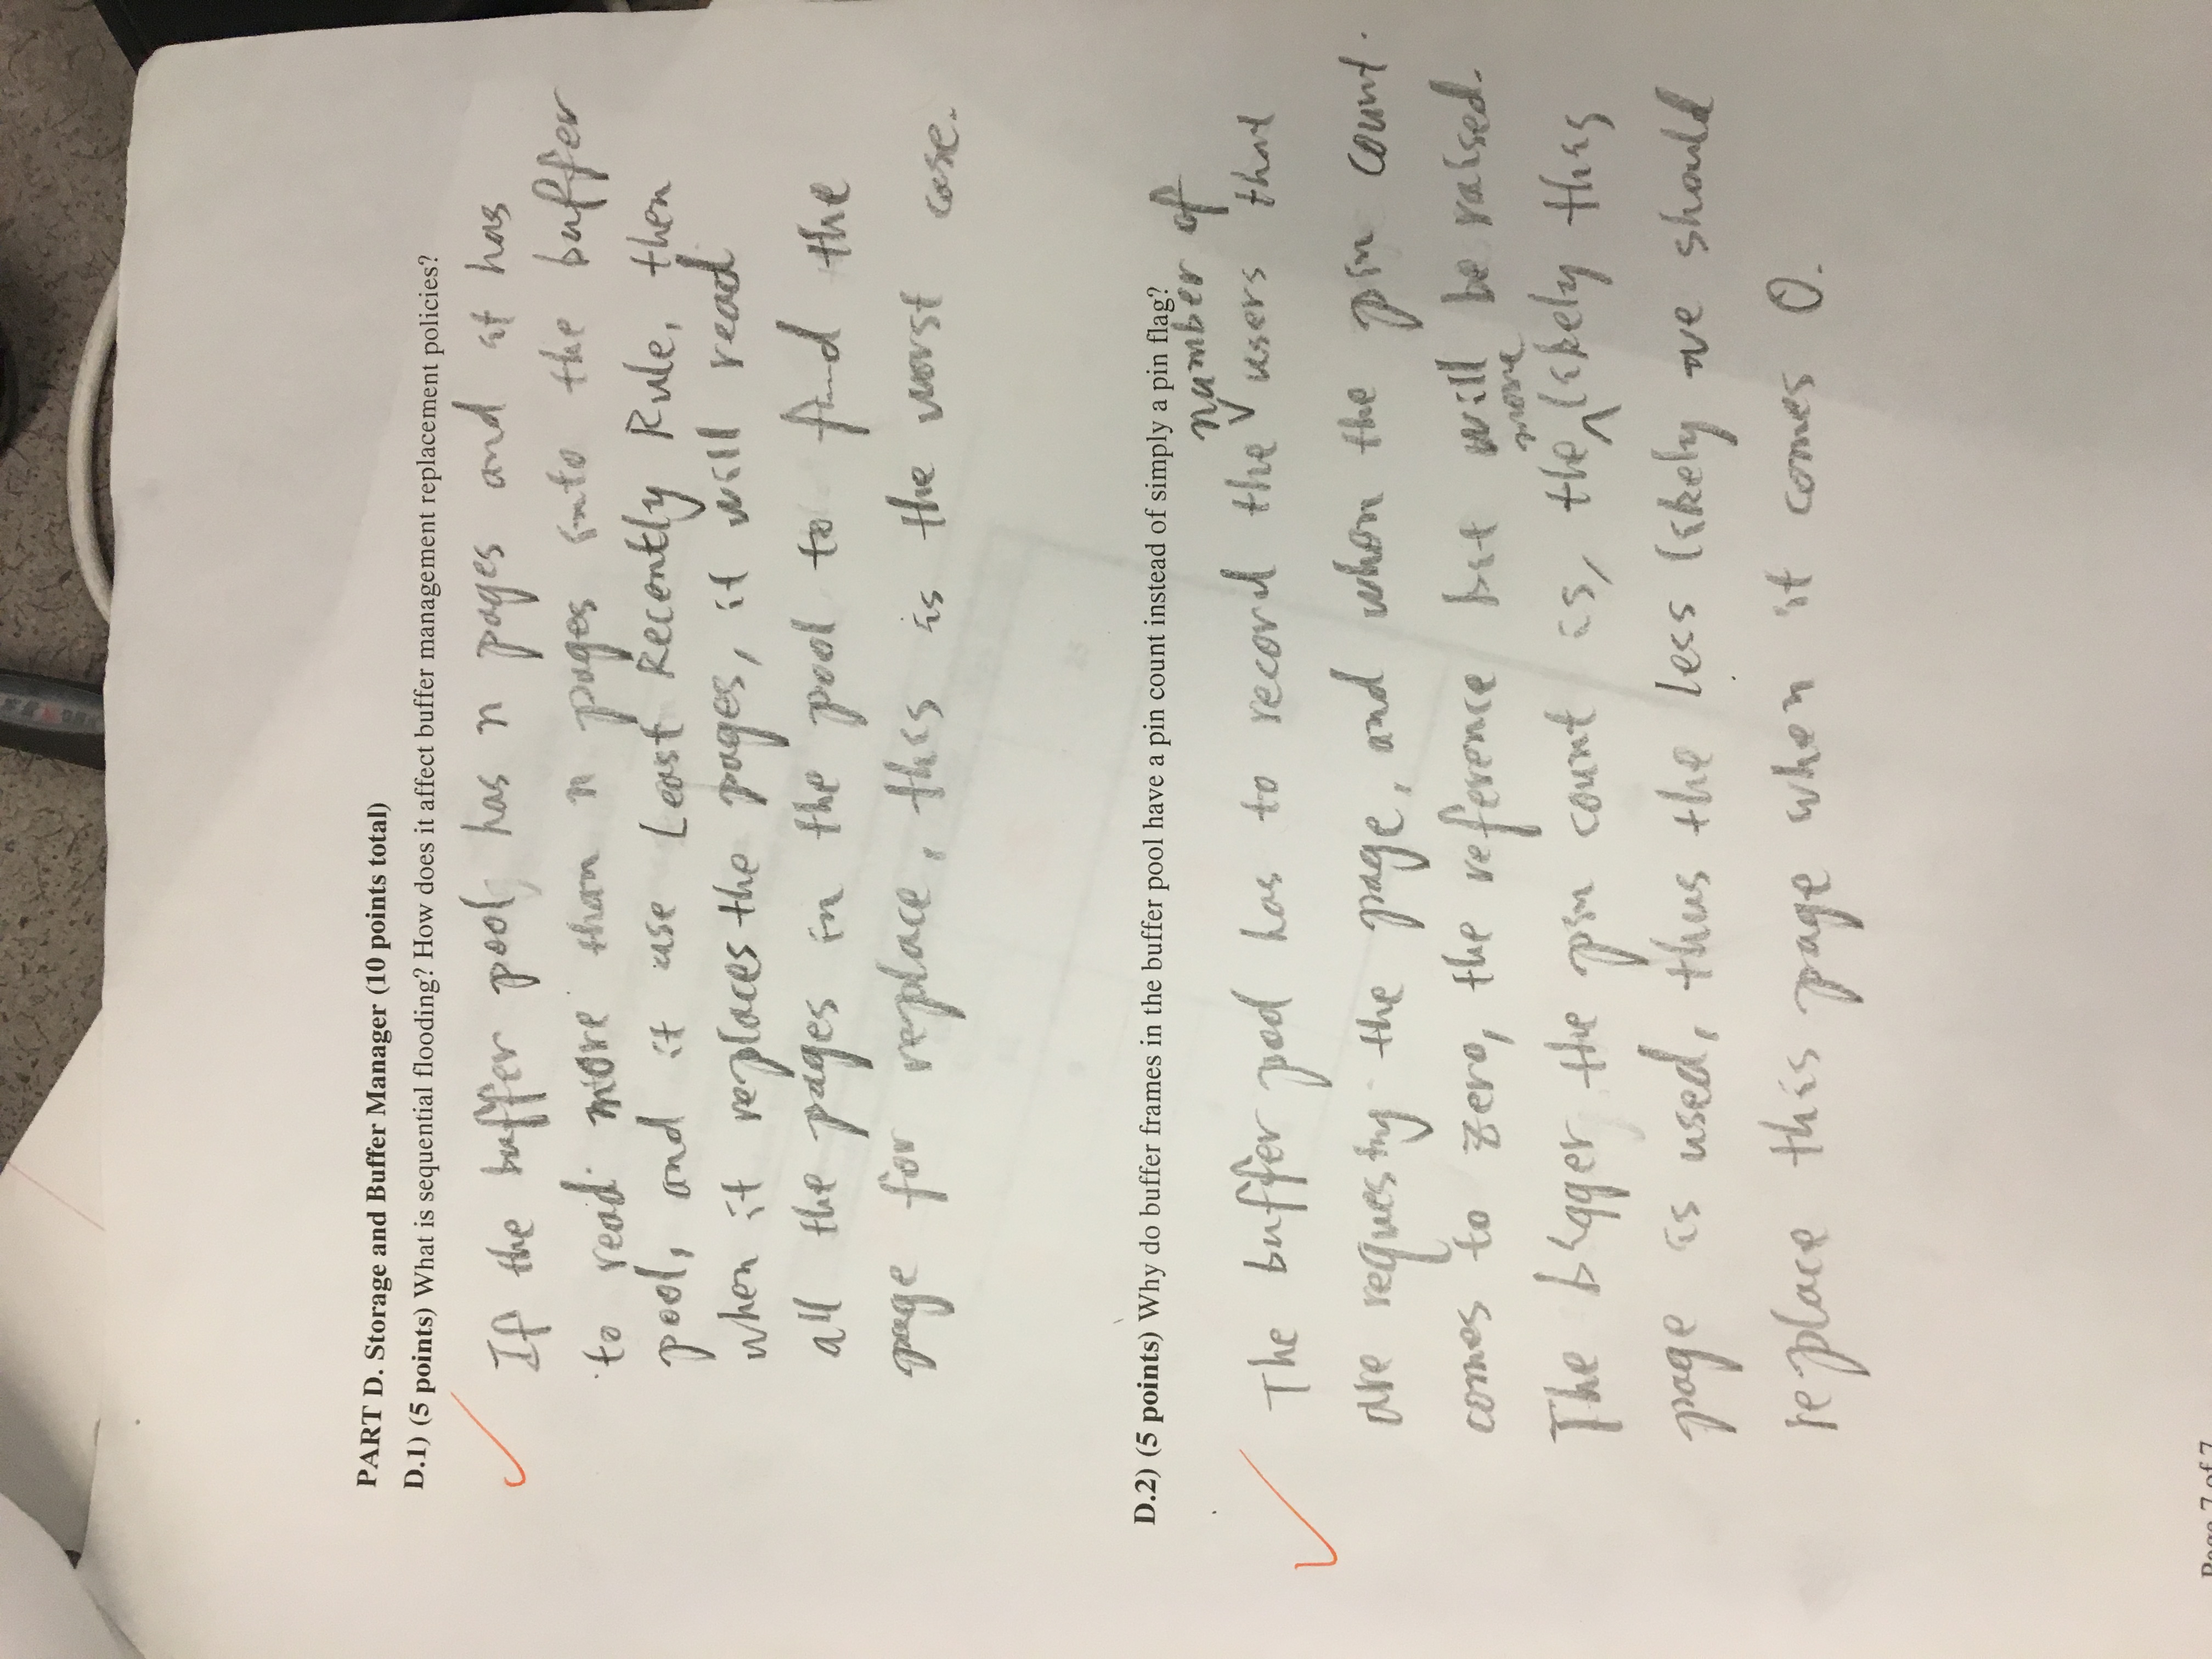 PART D. Storage and Buffer Manager (10 points total)
D.1) (5 points) What is sequential flooding? How does it affect buffer management replacement policies?
If the buffer pool has n pages and it has
to read more than n pages into the buffer
pool, and it use Least Recently Rule, then
when it replaces the pages, it will read
all the pages in the pool to find the
page for replace, this is the worst case.
D.2) (5 points) Why do buffer frames in the buffer pool have a pin count instead of simply a pin flag?
number of
The buffer pool has to record the users that
are requesting the page, and when the pin count
comes to zero, the reference bit will be raised.
more
The bigger the pin count is, the likely this
page is used, thus the less likely we should
replace this page when it comes 0.
Page 7 of 7